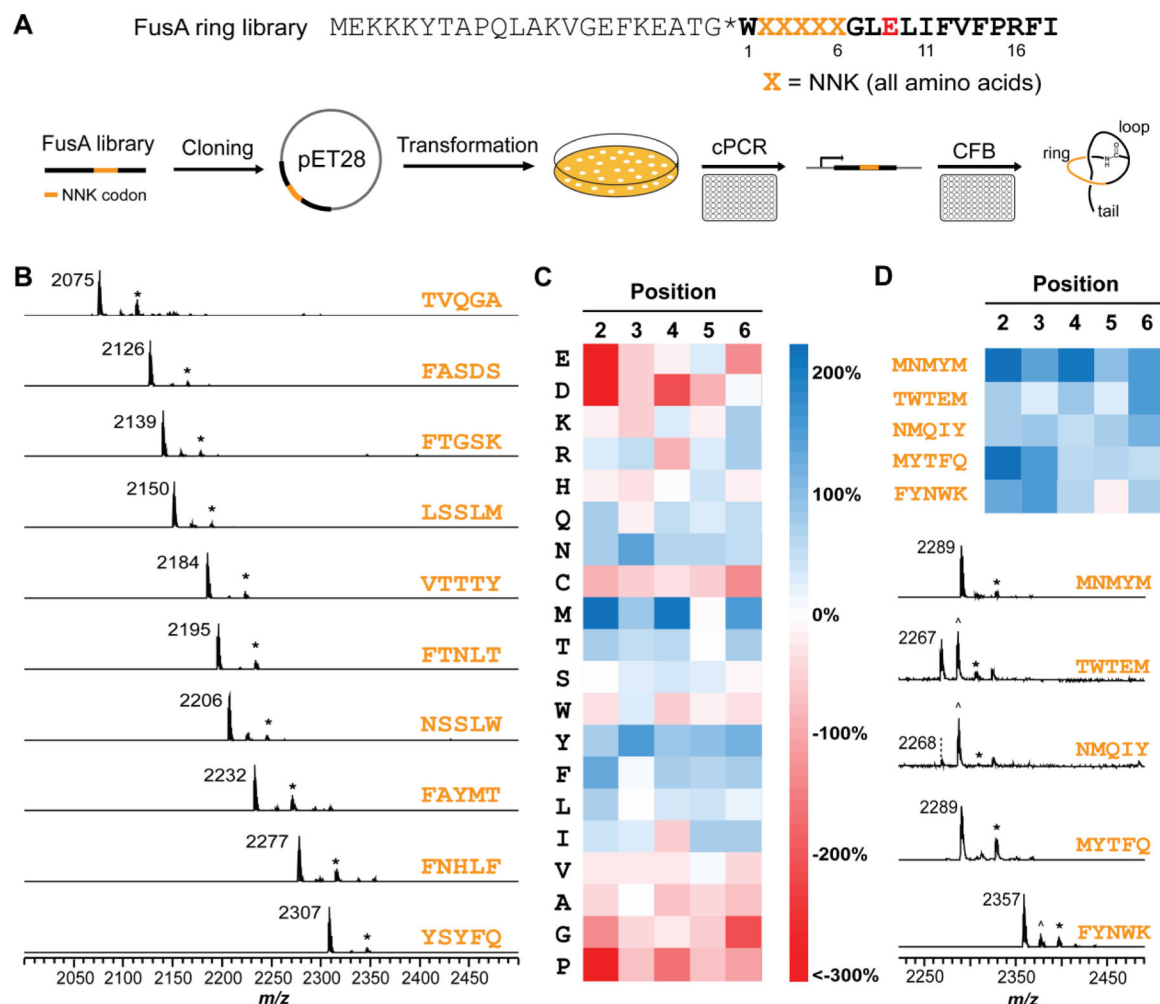 A
FusA ring library MEKKKYTAPQLAKVGEFKEATG*WXXXXXGLELIFVFPRFI
1 6 11 16
X = NNK (all amino acids)
FusA library
NNK codon
Cloning
pET28
Transformation
cPCR
CFB
ring
loop
tail
N
H
C
O
B
2075 * TVQGA
2126 * FASDS
2139 * FTGSK
2150 * LSSLM
2184 * VTTTY
2195 * FTNLT
2206 * NSSLW
2232 * FAYMT
2277 * FNHLF
2307 * YSYFQ
2050 2100 2150 2200 2250 2300 2350 2400 2450
m/z
C
Position
2 3 4 5 6
E
D
K
R
H
Q
N
C
M
T
S
W
Y
F
L
I
V
A
G
P
200%
100%
0%
-100%
-200%
<-300%
D
Position
2 3 4 5 6
MNMYM
TWTEM
NMQIY
MYTFQ
FYNWK
2289 * MNMYM
2267 ^ * TWTEM
2268 ^ * NMQIY
2289 * MYTFQ
2357 ^ * FYNWK
2250 2350 2450
m/z